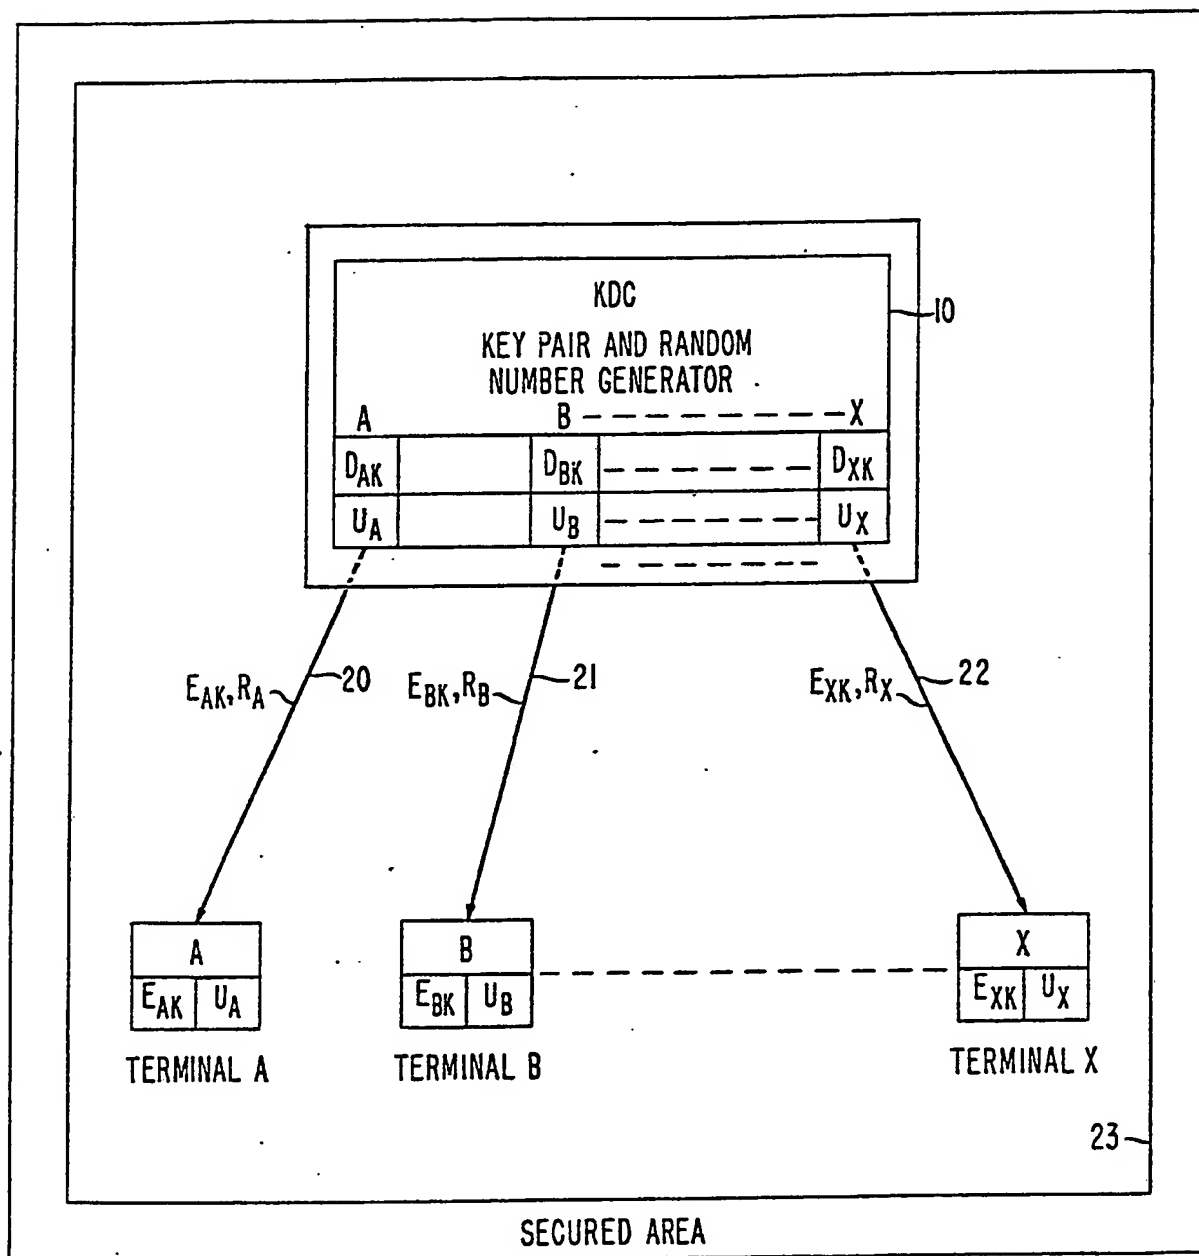 KDC
10
KEY PAIR AND RANDOM
NUMBER GENERATOR
A B X
D_AK D_BK D_XK
U_A U_B U_X
E_AK, R_A 20 E_BK, R_B 21 E_XK, R_X 22
A B X
E_AK U_A E_BK U_B E_XK U_X
TERMINAL A TERMINAL B TERMINAL X
23
SECURED AREA